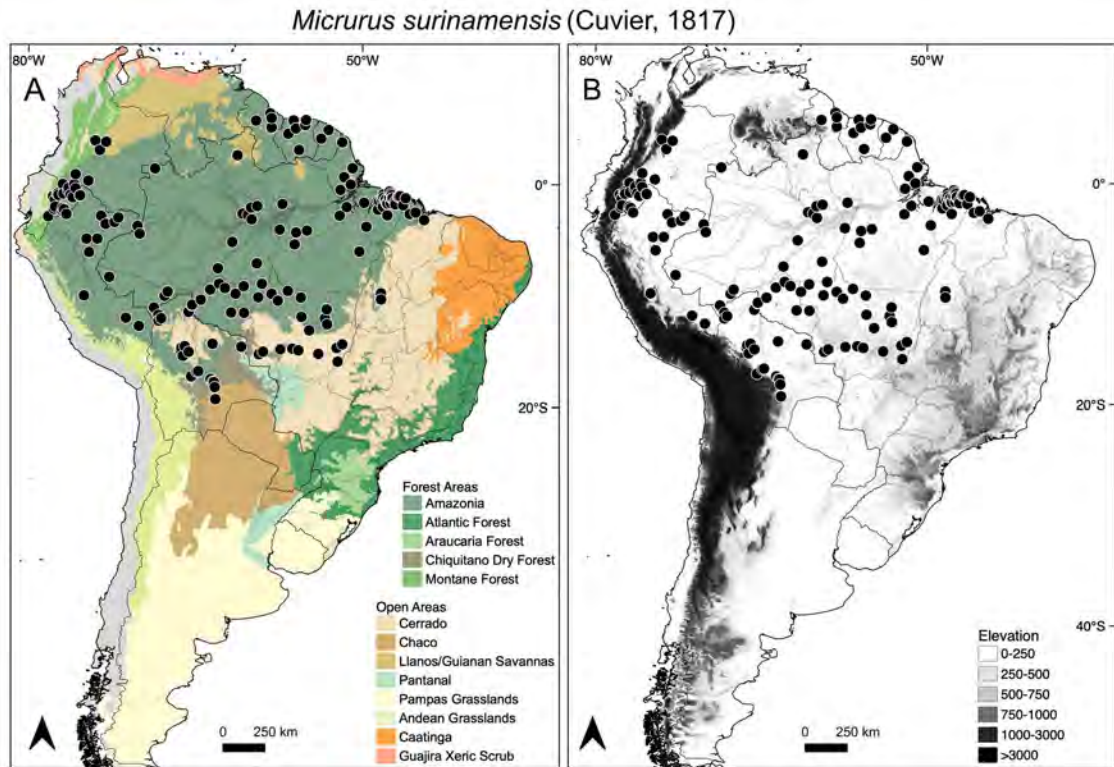 Micrurus surinamensis (Cuvier, 1817)
A
80°W
50°W
0°
20°S
Forest Areas
Amazonia
Atlantic Forest
Araucaria Forest
Chiquitano Dry Forest
Montane Forest
Open Areas
Cerrado
Chaco
Llanos/Guianan Savannas
Pantanal
Pampas Grasslands
Andean Grasslands
Caatinga
Guajira Xeric Scrub
0 250 km
B
80°W
50°W
0°
20°S
40°S
Elevation
0-250
250-500
500-750
750-1000
1000-3000
>3000
0 250 km